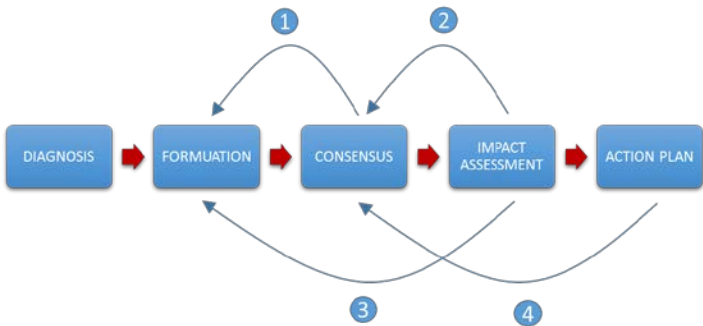 1
2
DIAGNOSIS
FORMUATION
CONSENSUS
IMPACT
ASSESSMENT
ACTION PLAN
3
4